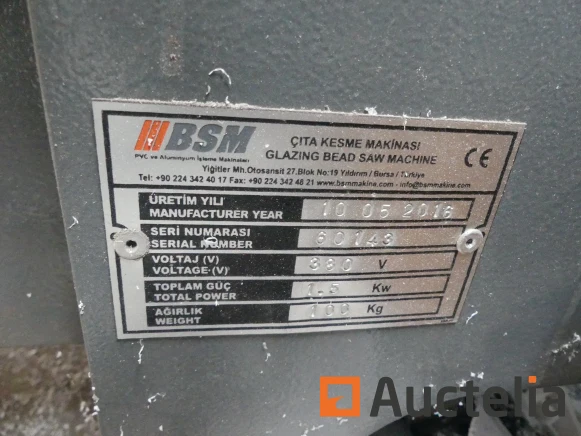 BSM
PVC ve Aluminyum İşleme Makinaları
ÇITA KESME MAKİNASI
GLAZING BEAD SAW MACHINE
CE
Yiğitler Mh.Otosansit 27.Blok No:19 Yıldırım / Bursa / Türkiye
Tel: +90 224 342 40 17 Fax: +90 224 342 48 21 www.bsmmakine.com - info@bsmmakine.com
ÜRETİM YILI
MANUFACTURER YEAR
10 05 2016
SERİ NUMARASI
SERIAL NUMBER
60143
VOLTAJ (V)
VOLTAGE (V)
380 V
TOPLAM GÜÇ
TOTAL POWER
1.5 Kw
AĞIRLIK
WEIGHT
100 Kg
Auctelia